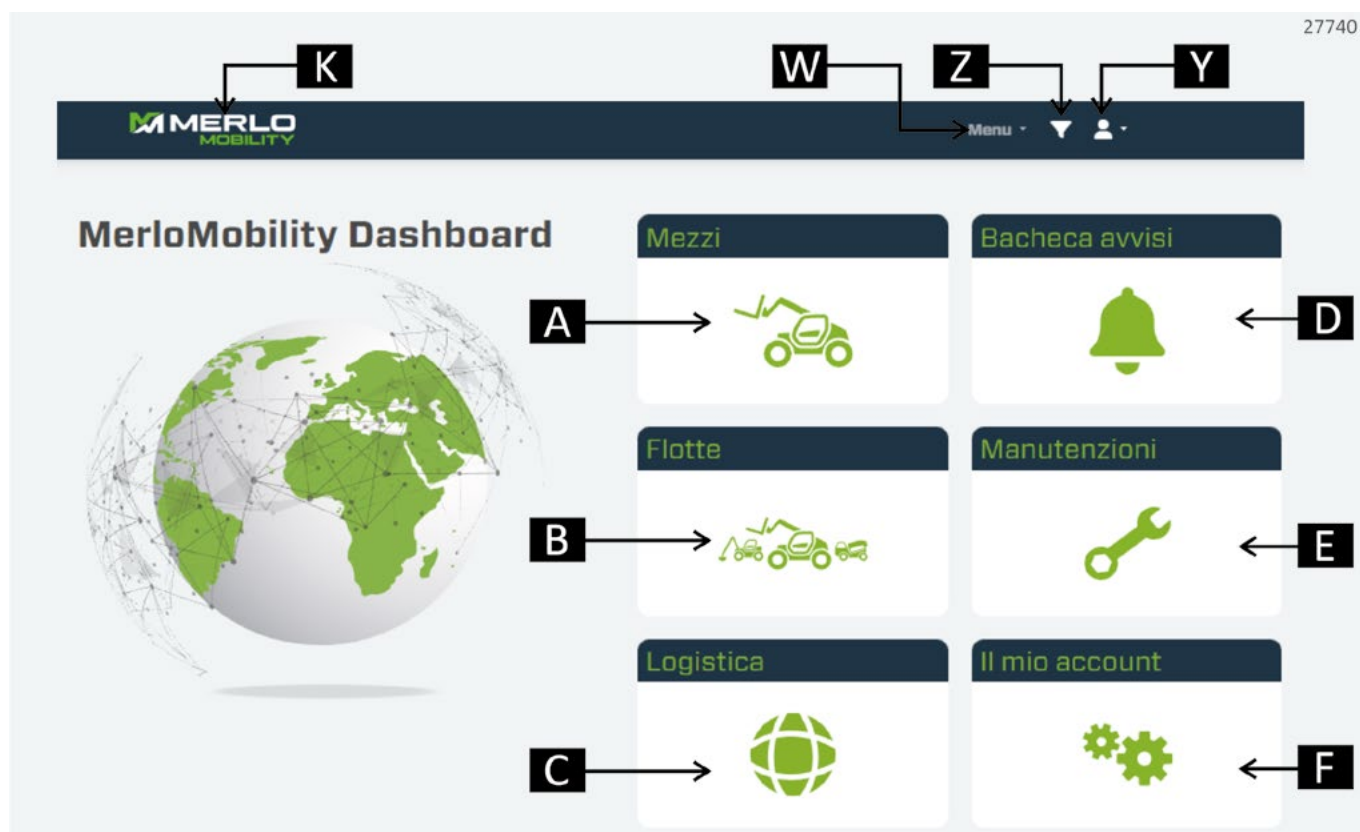 27740
K
W
Z
Y
MERLO
MOBILITY
Menu
MerloMobility Dashboard
Mezzi
Bacheca avvisi
A
D
Flotte
Manutenzioni
B
E
Logistica
Il mio account
C
F